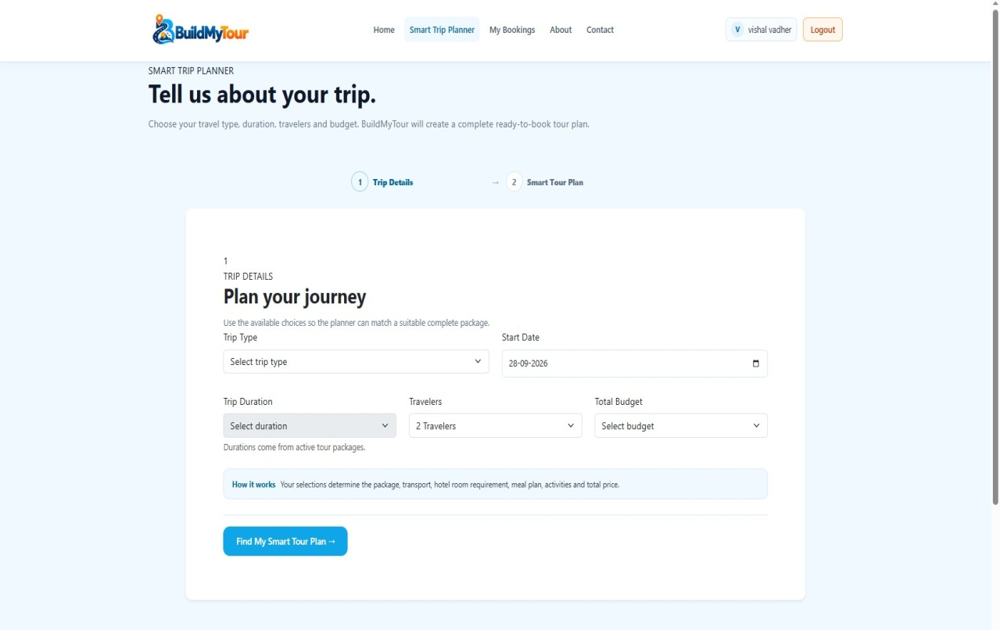 BuildMyTour
Home Smart Trip Planner My Bookings About Contact
V vishal vadher Logout
SMART TRIP PLANNER
Tell us about your trip.
Choose your travel type, duration, travelers and budget. BuildMyTour will create a complete ready-to-book tour plan.
1 Trip Details → 2 Smart Tour Plan
1
TRIP DETAILS
Plan your journey
Use the available choices so the planner can match a suitable complete package.
Trip Type Start Date
Select trip type 28-09-2026
Trip Duration Travelers Total Budget
Select duration 2 Travelers Select budget
Durations come from active tour packages.
How it works Your selections determine the package, transport, hotel room requirement, meal plan, activities and total price.
Find My Smart Tour Plan →